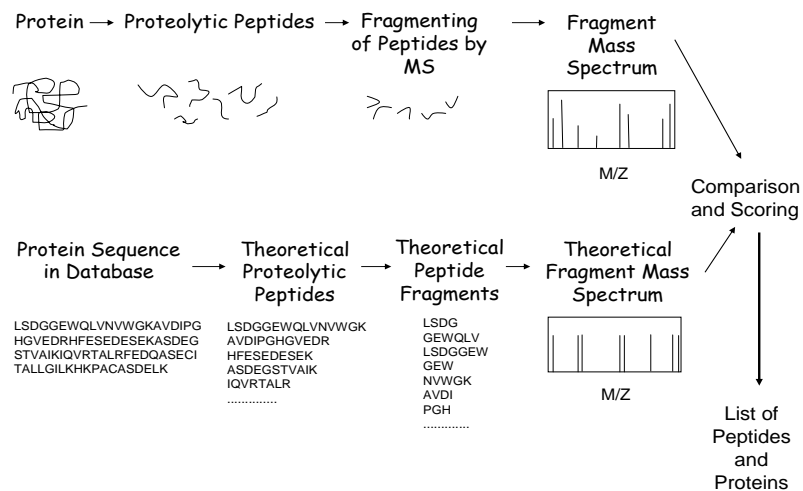 Protein
Proteolytic Peptides
Fragmenting
of Peptides by
MS
Fragment
Mass
Spectrum
M/Z
Comparison
and Scoring
Protein Sequence
in Database
Theoretical
Proteolytic
Peptides
Theoretical
Peptide
Fragments
Theoretical
Fragment Mass
Spectrum
LSDGGEWQLVNVWGKAVDIPG
HGVEDRHFESEDESEKASDEG
STVAIKIQVRTALRFEDQASECI
TALLGILKHKPACASDELK
LSDGGEWQLVNVWGK
AVDIPGHGVEDR
HFESEDESEK
ASDEGSTVAIK
IQVRTALR
..............
LSDG
GEWQLV
LSDGGEW
GEW
NVWGK
AVDI
PGH
.............
M/Z
List of
Peptides
and
Proteins